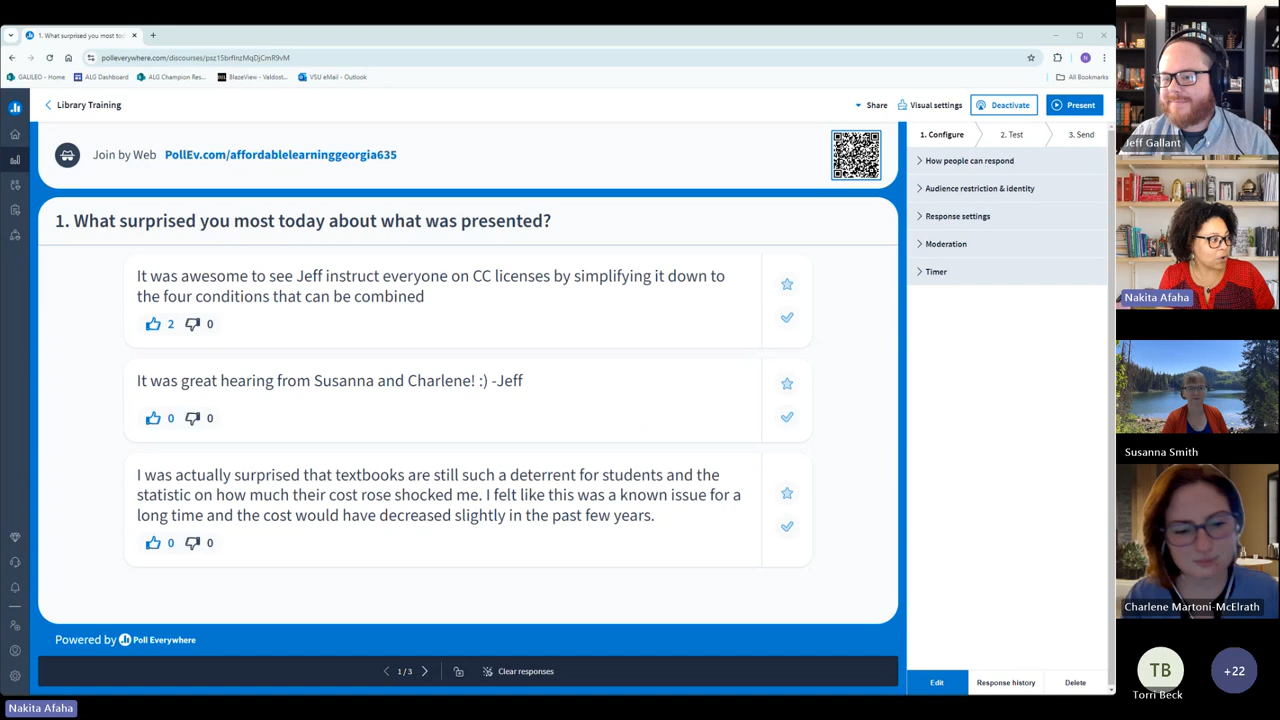 1. What surprised you most tod
polleverywhere.com/discourses/psz15brfInzMqDjCmR9vM
N
GALILEO - Home
ALG Dashboard
ALG Champion Res...
BlazeView - Valdost...
VSU eMail - Outlook
All Bookmarks
Library Training
Share
Visual settings
Deactivate
Present
Join by Web PollEv.com/affordablelearninggeorgia635
1. Configure
2. Test
3. Send
How people can respond
Audience restriction & identity
Response settings
Moderation
Timer
1. What surprised you most today about what was presented?
It was awesome to see Jeff instruct everyone on CC licenses by simplifying it down to
the four conditions that can be combined
2 0
It was great hearing from Susanna and Charlene! :) -Jeff
0 0
I was actually surprised that textbooks are still such a deterrent for students and the
statistic on how much their cost rose shocked me. I felt like this was a known issue for a
long time and the cost would have decreased slightly in the past few years.
0 0
Powered by Poll Everywhere
1/3
Clear responses
Edit
Response history
Delete
Jeff Gallant
Nakita Afaha
Susanna Smith
Charlene Martoni-McElrath
TB
Torri Beck
+22
Nakita Afaha